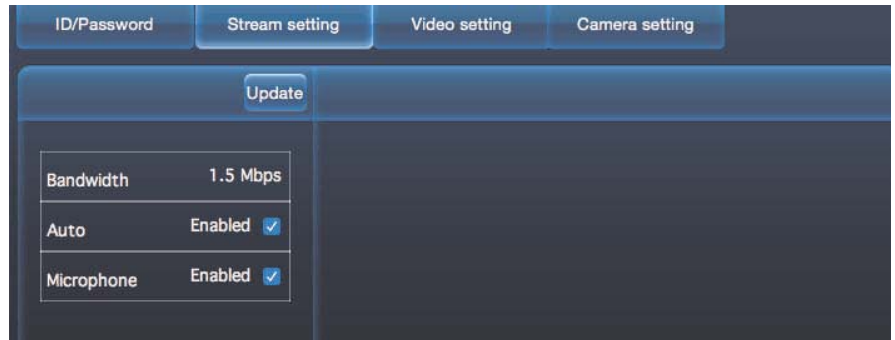 ID/Password Stream setting Video setting Camera setting
Update
Bandwidth 1.5 Mbps
Auto Enabled
Microphone Enabled